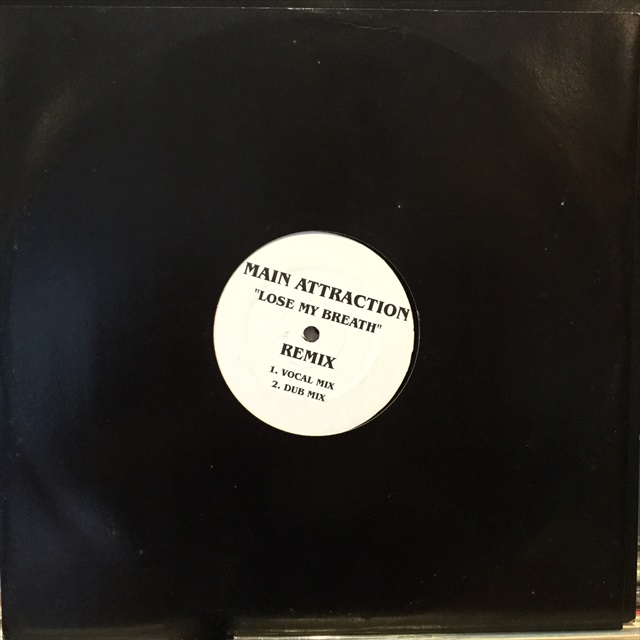 MAIN ATTRACTION
"LOSE MY BREATH"
REMIX
1. VOCAL MIX
2. DUB MIX